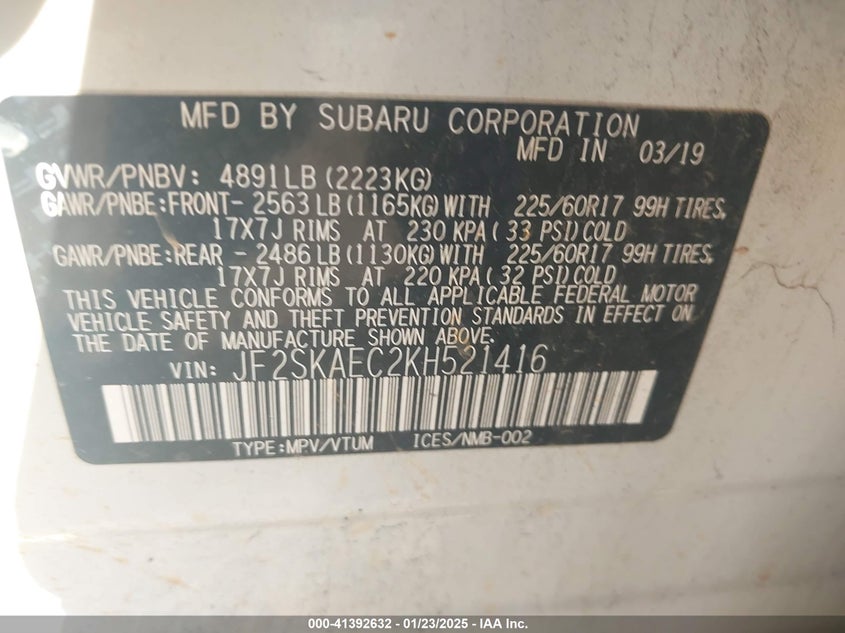 MFD BY SUBARU CORPORATION
MFD IN 03/19
GVWR/PNBV: 4891LB (2223KG)
GAWR/PNBE:FRONT- 2563 LB (1165KG) WITH 225/60R17 99H TIRES,
17X7J RIMS AT 230 KPA ( 33 PSI) COLD
GAWR/PNBE:REAR - 2486 LB (1130KG) WITH 225/60R17 99H TIRES,
17X7J RIMS AT 220 KPA ( 32 PSI) COLD
THIS VEHICLE CONFORMS TO ALL APPLICABLE FEDERAL MOTOR
VEHICLE SAFETY AND THEFT PREVENTION STANDARDS IN EFFECT ON
THE DATE OF MANUFACTURE SHOWN ABOVE.
VIN: JF2SKAEC2KH521416
TYPE:MPV/VTUM ICES/NMB-002
000-41392632 - 01/23/2025 - IAA Inc.